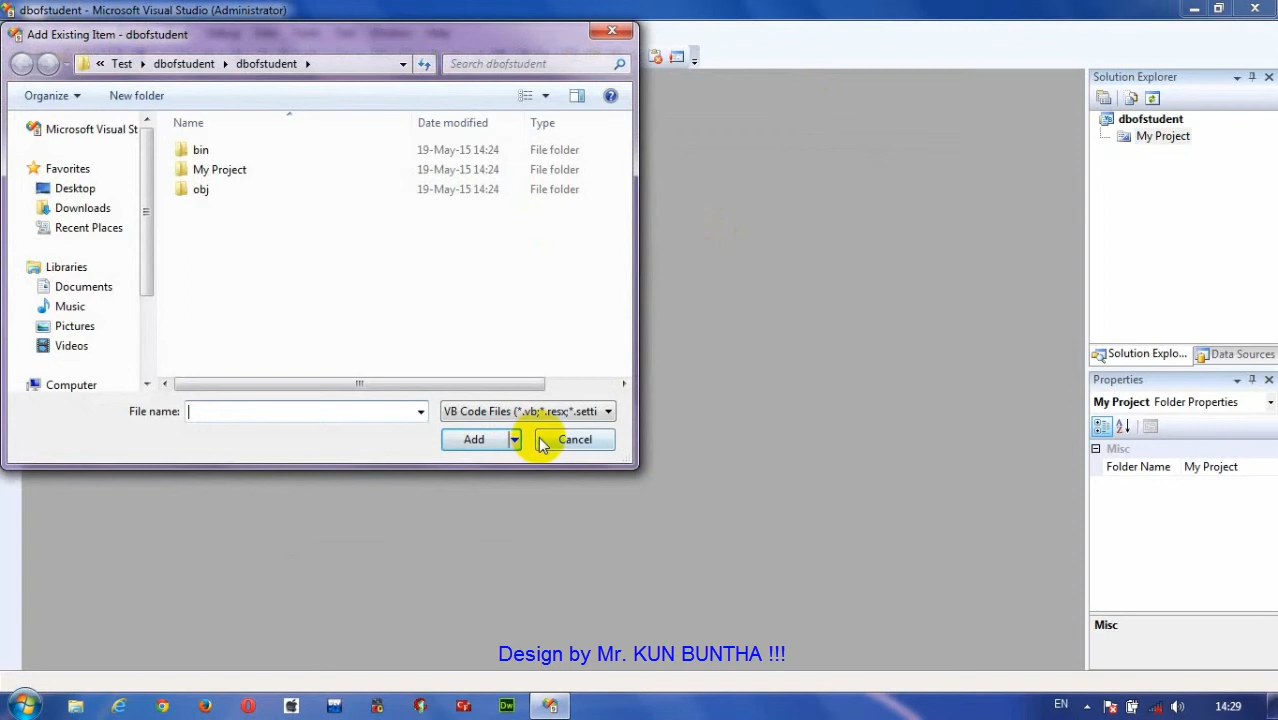 dbofstudent - Microsoft Visual Studio (Administrator)
Add Existing Item - dbofstudent
« Test dbofstudent dbofstudent
Search dbofstudent
Organize
New folder
Microsoft Visual St
Favorites
Desktop
Downloads
Recent Places
Libraries
Documents
Music
Pictures
Videos
Computer
Name Date modified Type
bin 19-May-15 14:24 File folder
My Project 19-May-15 14:24 File folder
obj 19-May-15 14:24 File folder
File name:
VB Code Files (*.vb;*.resx;*.setti
Add
Cancel
Solution Explorer
dbofstudent
My Project
Solution Explo...
Data Sources
Properties
My Project Folder Properties
Misc
Folder Name My Project
Misc
Design by Mr. KUN BUNTHA !!!
EN
14:29